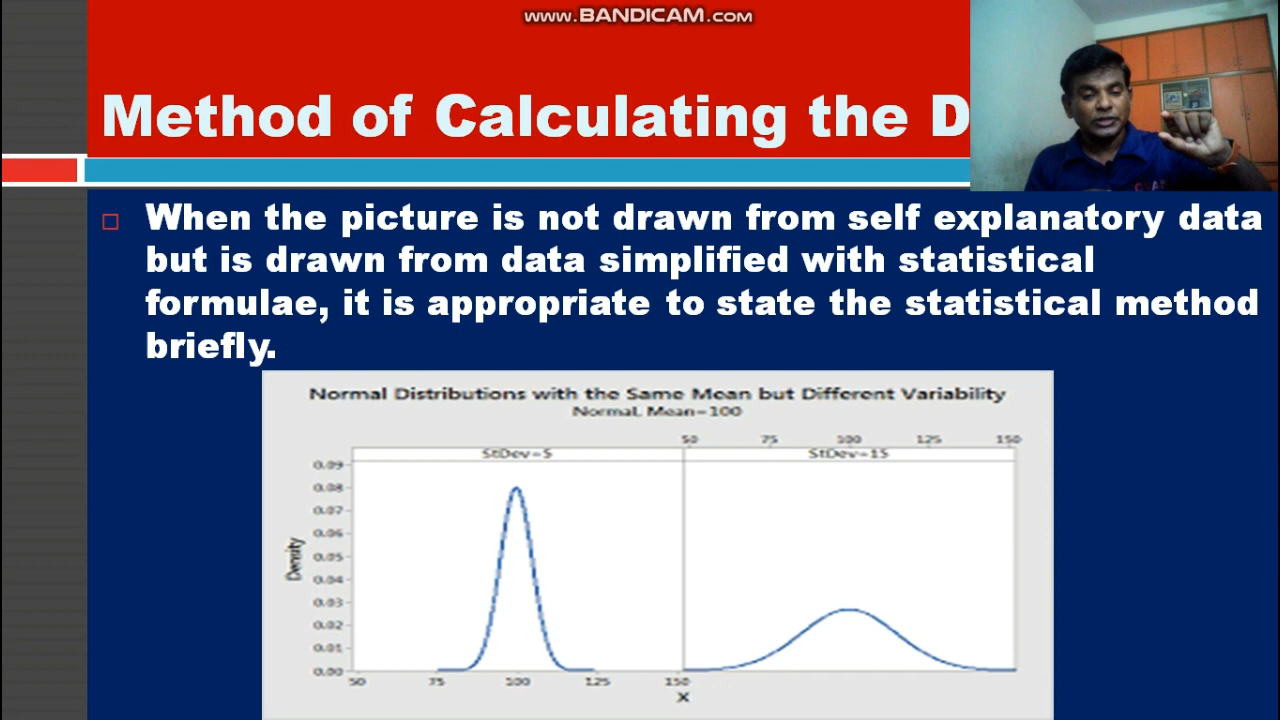 www.BANDICAM.com
Method of Calculating the D
When the picture is not drawn from self explanatory data
but is drawn from data simplified with statistical
formulae, it is appropriate to state the statistical method
briefly.
Normal Distributions with the Same Mean but Different Variability
Normal, Mean=100
50 75 100 125 150
StDev=5 StDev=15
0.09
0.08
0.07
0.06
0.05
0.04
0.03
0.02
0.01
0.00
Density
50 75 100 125 150
X